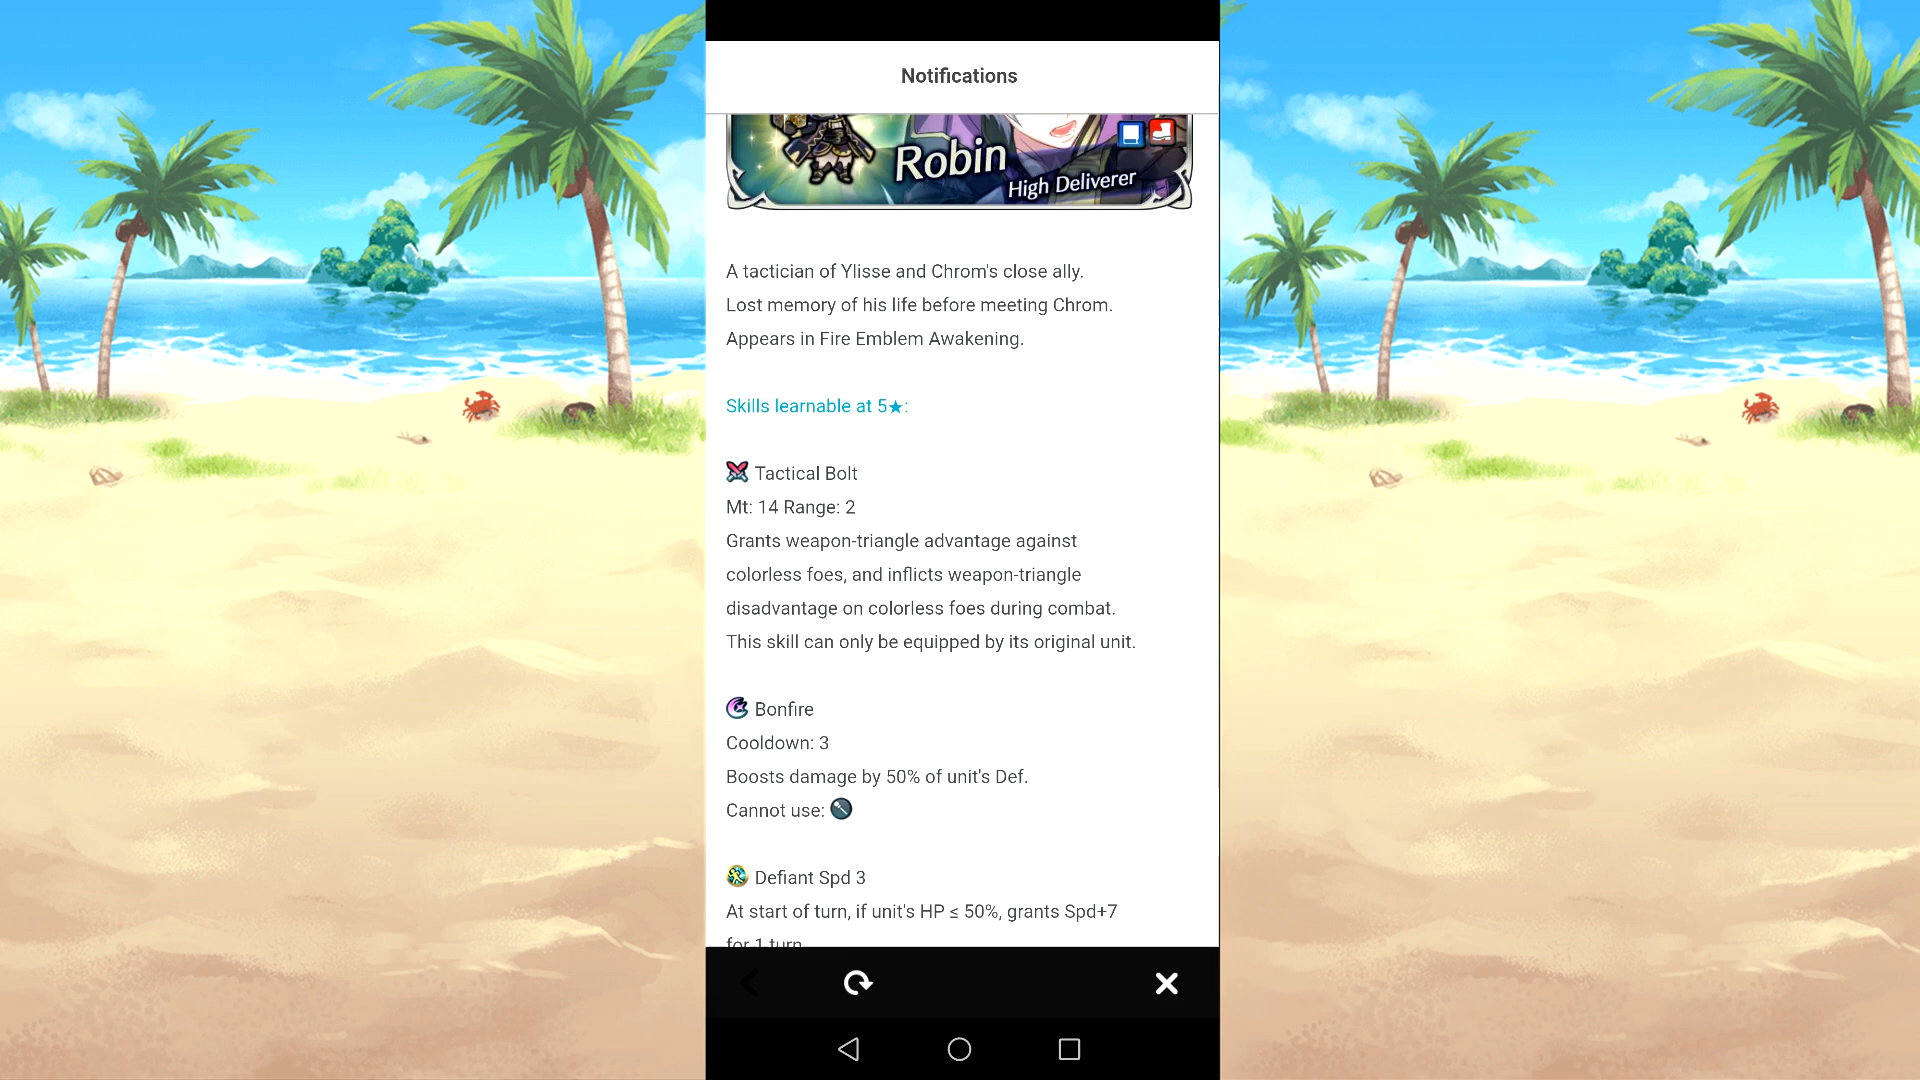 Notifications
Robin
High Deliverer
A tactician of Ylisse and Chrom's close ally.
Lost memory of his life before meeting Chrom.
Appears in Fire Emblem Awakening.
Skills learnable at 5★:
Tactical Bolt
Mt: 14 Range: 2
Grants weapon-triangle advantage against
colorless foes, and inflicts weapon-triangle
disadvantage on colorless foes during combat.
This skill can only be equipped by its original unit.
Bonfire
Cooldown: 3
Boosts damage by 50% of unit's Def.
Cannot use:
Defiant Spd 3
At start of turn, if unit's HP ≤ 50%, grants Spd+7
for 1 turn